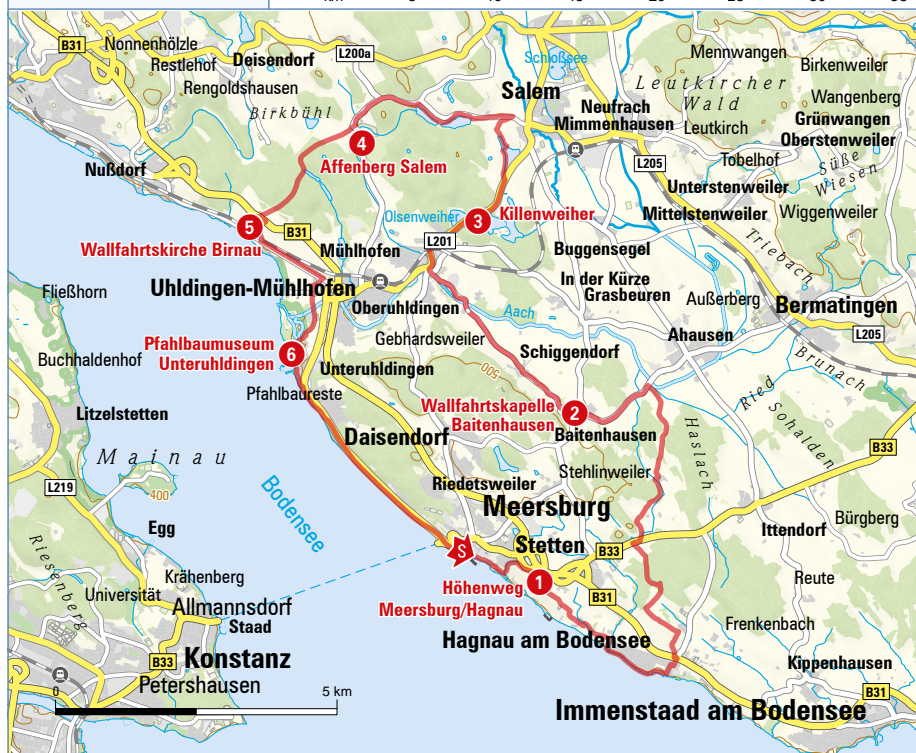 km
B31
Nonnenhölzle
Restlehof
Deisendorf
L200a
Rengoldshausen
Birkbühl
Schloßsee
Salem
Mennwangen
Birkenweiler
Leutkircher
Wald
Wangenberg
Neufrach
Mimmenhausen
Grünwangen
Leutkirch
Oberstenweiler
4
Affenberg Salem
L205
Tobelhof
Süße
Wiesen
Nußdorf
Unterstenweiler
5
Wallfahrtskirche Birnau
B31
Olsenweiher
3
Killenweiher
Mittelstenweiler
Wiggenweiler
Mühlhofen
L201
Buggensegel
Triebach
Uhldingen-Mühlhofen
In der Kürze
Grasbeuren
Fließhorn
Oberuhldingen
Aach
Außerberg
Bermatingen
Pfahlbaumuseum
Unteruhldingen
6
Gebhardsweiler
Ahausen
L205
Buchhaldenhof
Schiggendorf
Brunach
Unteruhldingen
500
Pfahlbaureste
Ried
Litzelstetten
Wallfahrtskapelle
Baitenhausen
2
Sohalden
Daisendorf
Baitenhausen
Haslach
B33
Mainau
Stehlinweiler
L219
400
Riedetsweiler
Bodensee
Meersburg
Ittendorf
Bürgberg
Egg
Stetten
B33
Riesenberg
Krähenberg
S
Universität
Allmannsdorf
1
Höhenweg
Meersburg/Hagnau
B31
Reute
Staad
Frenkenbach
B33
Konstanz
Hagnau am Bodensee
Kippenhausen
Petershausen
0
5 km
B31
Immenstaad am Bodensee